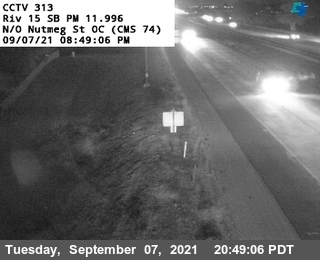 CCTV 313
Riv 15 SB PM 11.996
N/O Nutmeg St OC (CMS 74)
09/07/21 08:49:06 PM
Tuesday, September 07, 2021 20:49:06 PDT